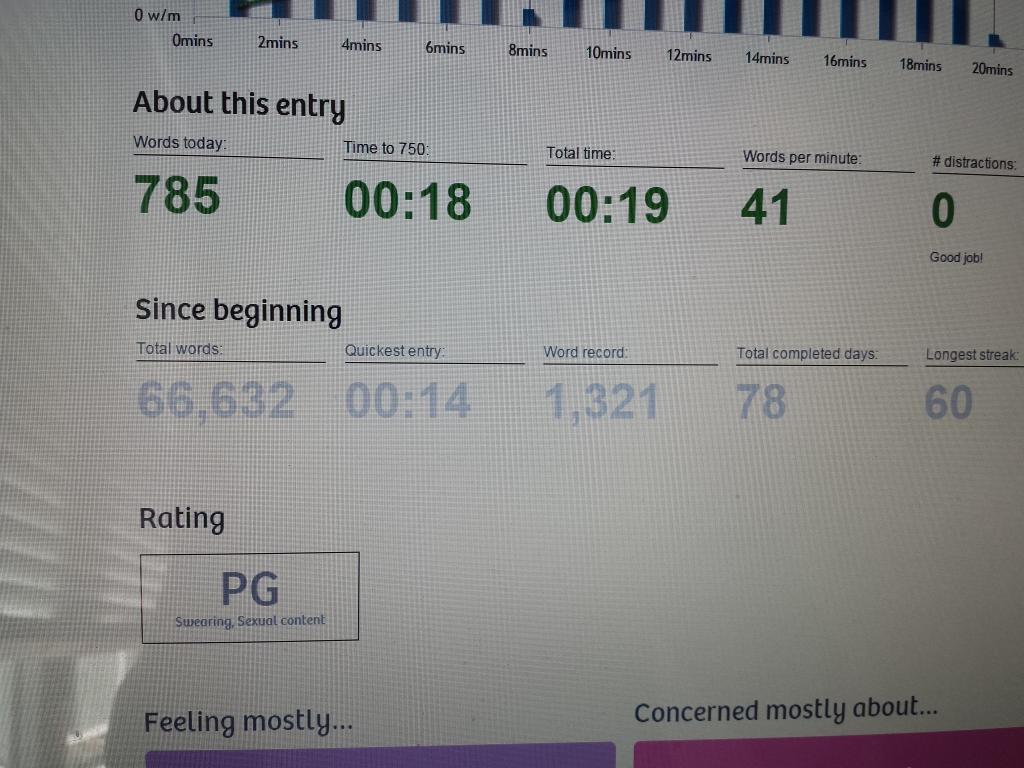 0 w/m
0mins 2mins 4mins 6mins 8mins 10mins 12mins 14mins 16mins 18mins 20mins
About this entry
Words today: Time to 750: Total time: Words per minute: # distractions:
785 00:18 00:19 41 0
Good job!
Since beginning
Total words: Quickest entry: Word record: Total completed days: Longest streak:
66,632 00:14 1,321 78 60
Rating
PG
Swearing, Sexual content
Feeling mostly... Concerned mostly about...